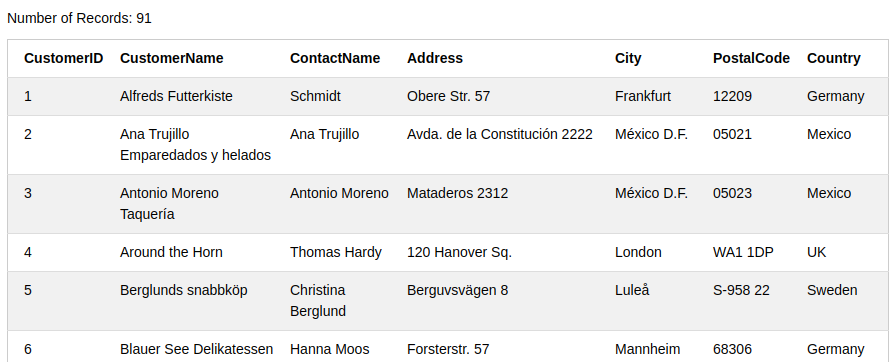 Number of Records: 91
CustomerID CustomerName ContactName Address City PostalCode Country
1 Alfreds Futterkiste Schmidt Obere Str. 57 Frankfurt 12209 Germany
2 Ana Trujillo Ana Trujillo Avda. de la Constitución 2222 México D.F. 05021 Mexico
Emparedados y helados
3 Antonio Moreno Antonio Moreno Mataderos 2312 México D.F. 05023 Mexico
Taquería
4 Around the Horn Thomas Hardy 120 Hanover Sq. London WA1 1DP UK
5 Berglunds snabbköp Christina Berguvsvägen 8 Luleå S-958 22 Sweden
Berglund
6 Blauer See Delikatessen Hanna Moos Forsterstr. 57 Mannheim 68306 Germany